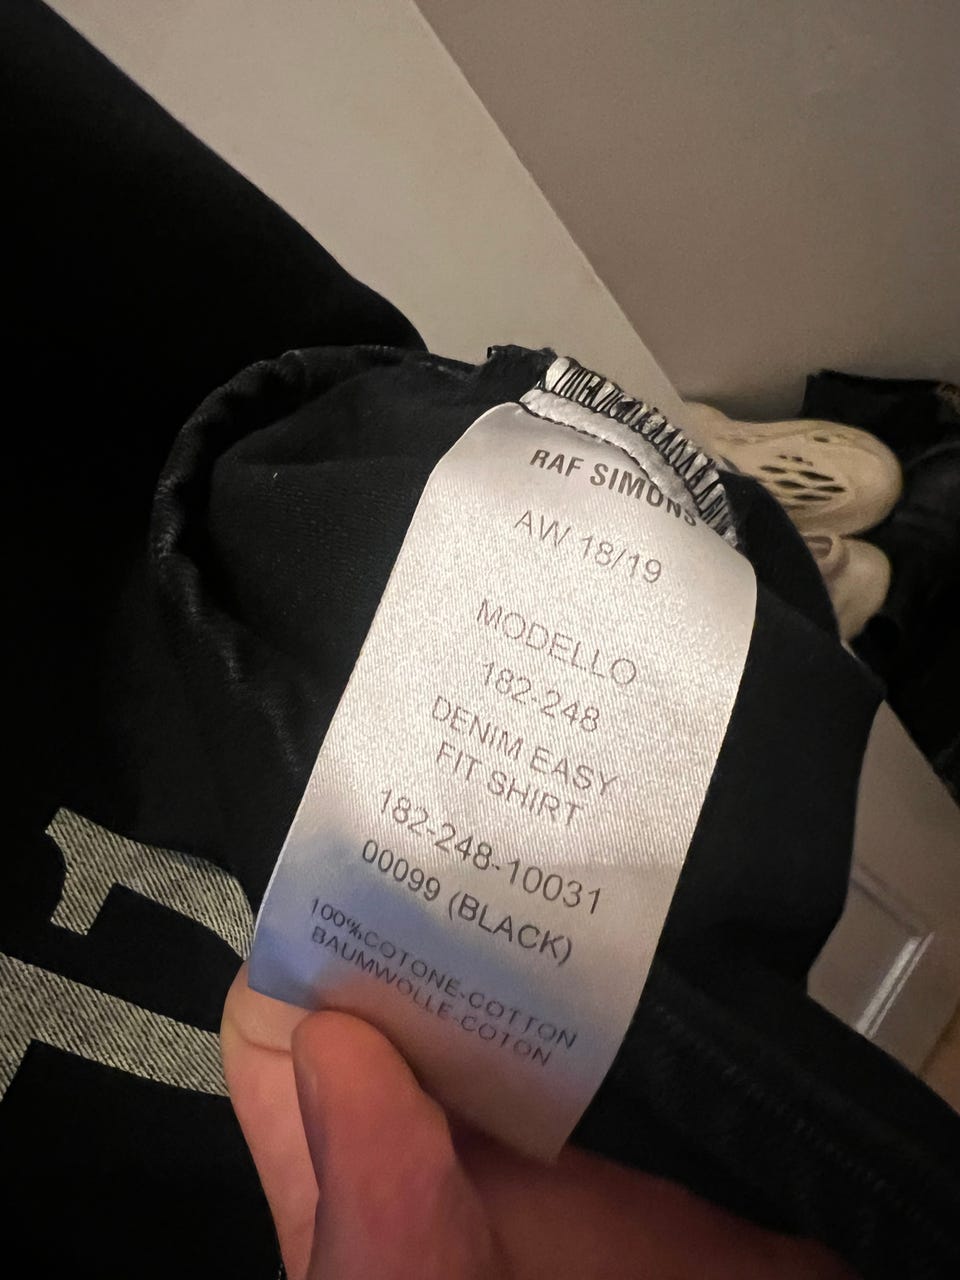 RAF SIMONS
AW 18/19
MODELLO
182-248
DENIM EASY
FIT SHIRT
182-248-10031
00099 (BLACK)
100%COTONE-COTTON
BAUMWOLLE-COTON